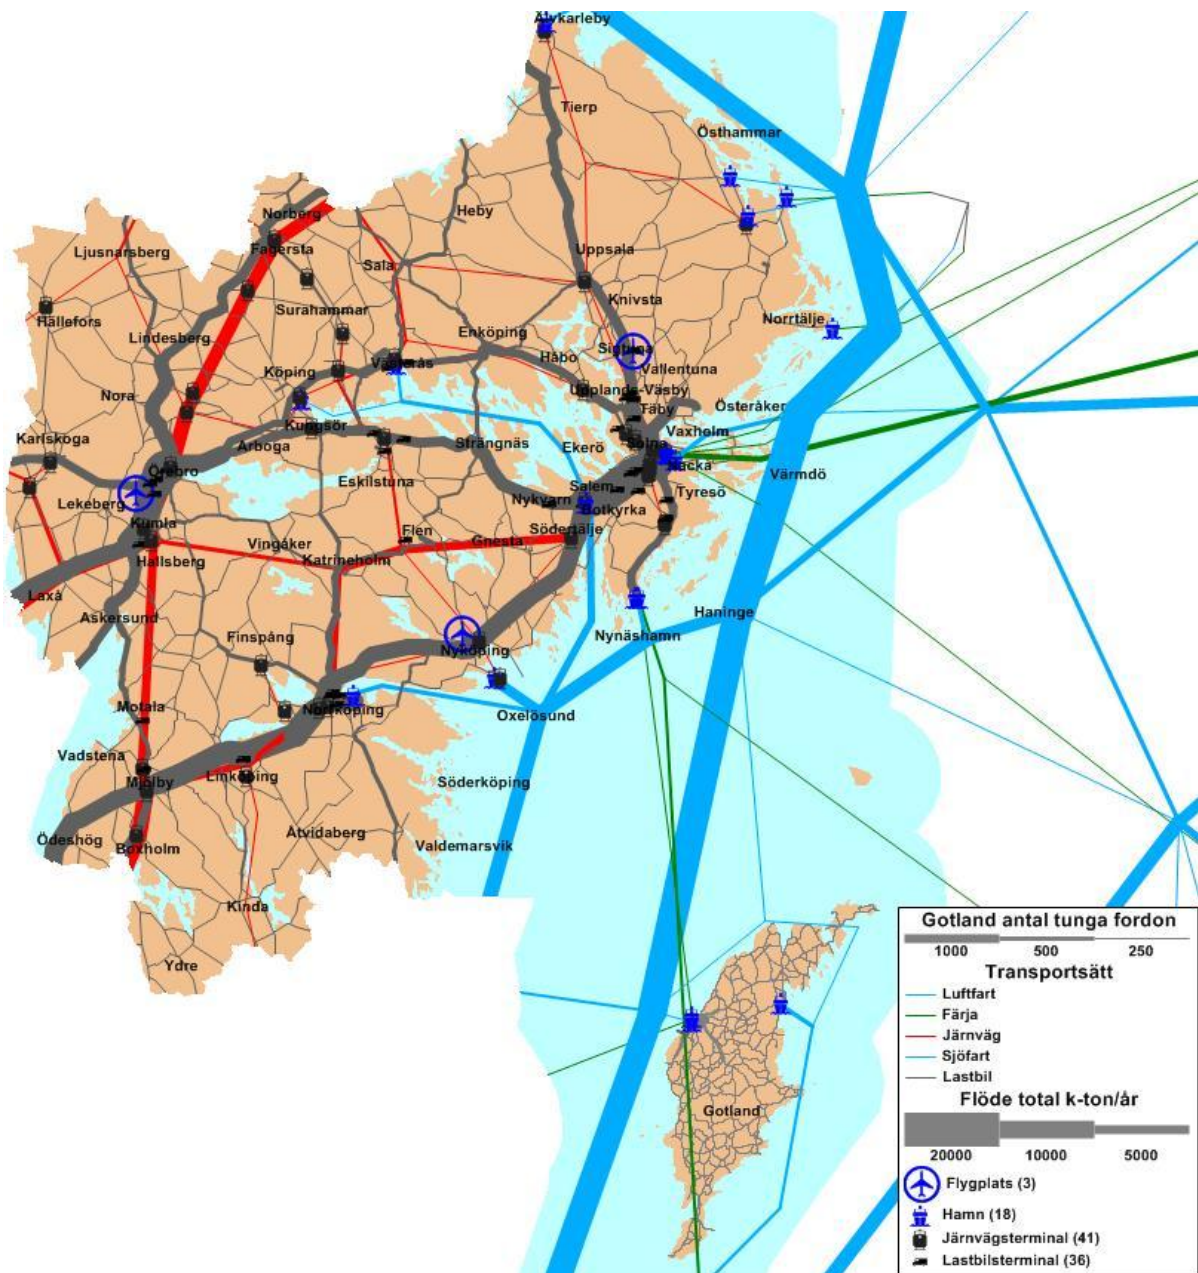 Älvkarleby
Tierp
Östhammar
Norberg
Heby
Ljusnarsberg
Fagersta
Sala
Uppsala
Knivsta
Surahammar
Hällefors
Norrtälje
Lindesberg
Enköping
Håbo
Sigtuna
Vallentuna
Västerås
Köping
Nora
Upplands-Väsby
Täby
Österåker
Karlskoga
Kungsör
Arboga
Strängnäs
Ekerö
Vaxholm
Solna
Nacka
Örebro
Värmdö
Eskilstuna
Salem
Tyresö
Lekeberg
Nykvarn
Botkyrka
Kumla
Flen
Södertälje
Gnesta
Vingåker
Hallsberg
Katrineholm
Laxå
Askersund
Haninge
Finspång
Nynäshamn
Nyköping
Motala
Norrköping
Oxelösund
Vadstena
Mjölby
Linköping
Söderköping
Ödeshög
Åtvidaberg
Boxholm
Valdemarsvik
Kinda
Ydre
Gotland
Gotland antal tunga fordon
1000 500 250
Transportsätt
Luftfart
Färja
Järnväg
Sjöfart
Lastbil
Flöde total k-ton/år
20000 10000 5000
Flygplats (3)
Hamn (18)
Järnvägsterminal (41)
Lastbilsterminal (36)